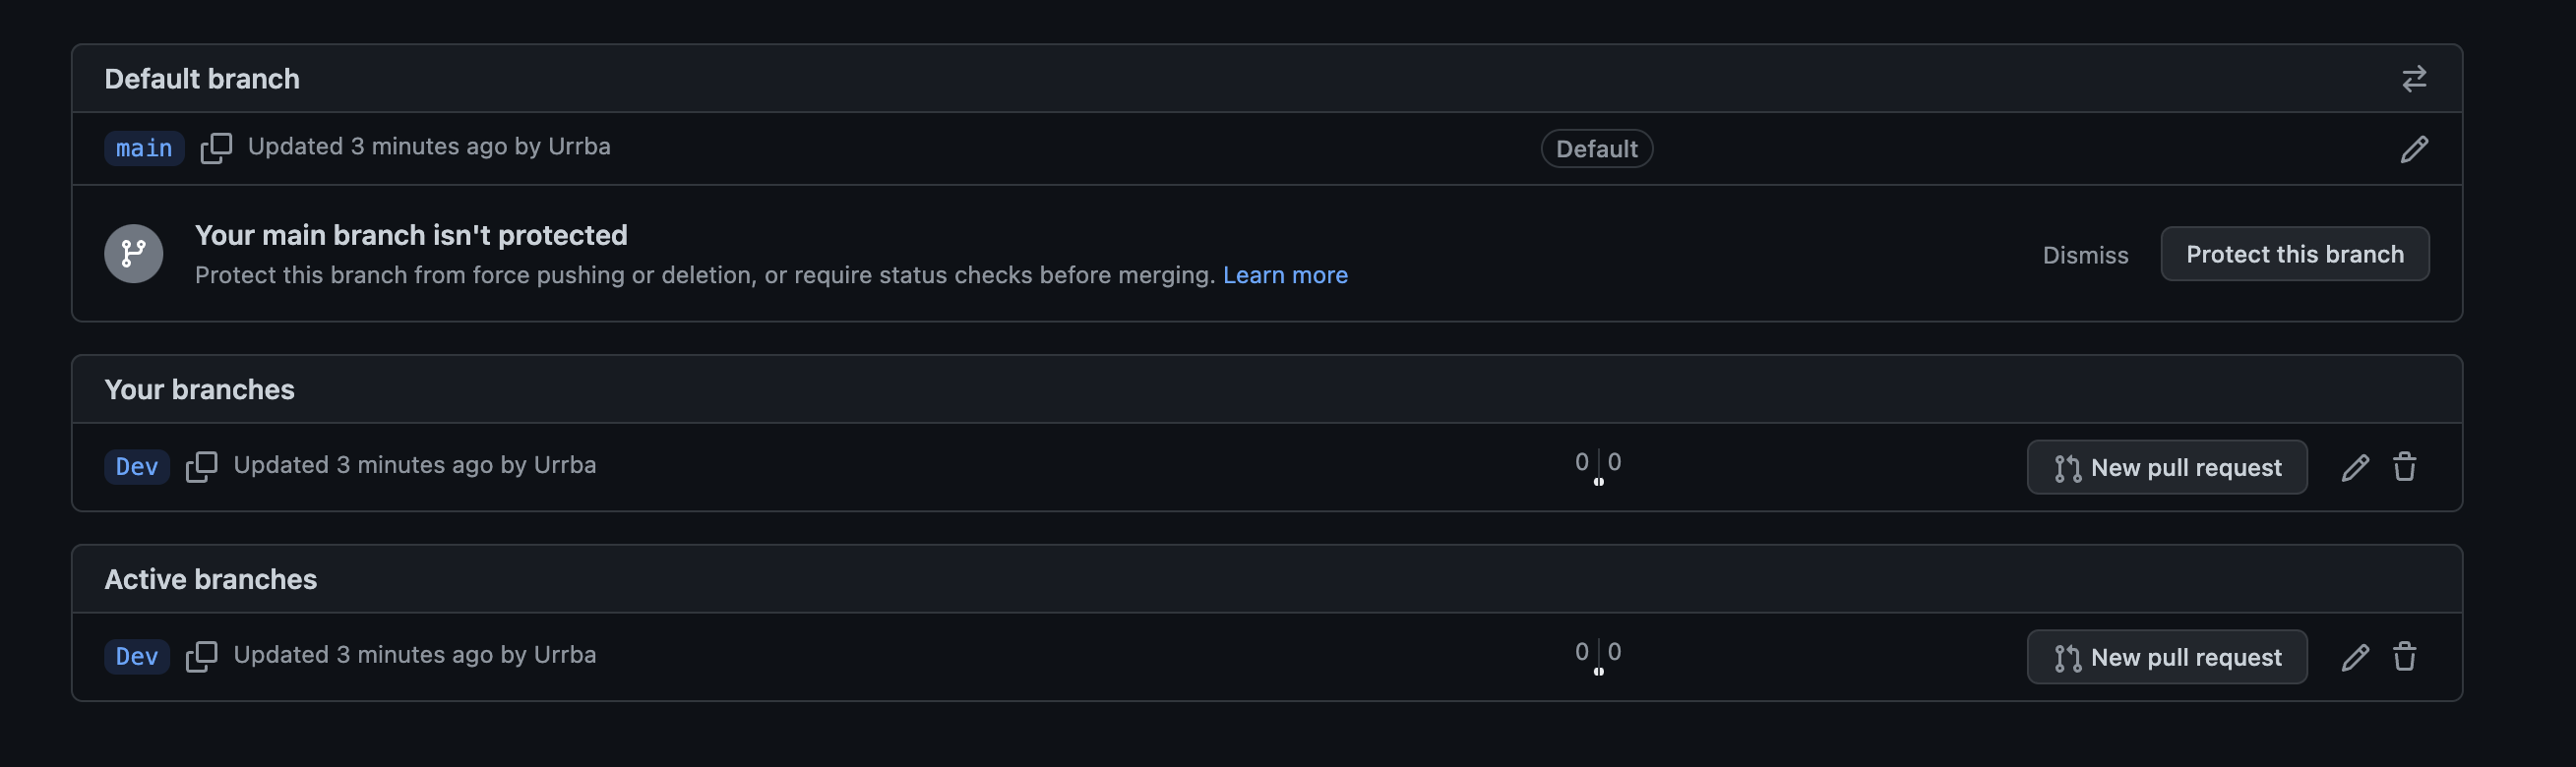 Default branch
main Updated 3 minutes ago by Urrba Default
Your main branch isn't protected
Protect this branch from force pushing or deletion, or require status checks before merging. Learn more
Dismiss Protect this branch
Your branches
Dev Updated 3 minutes ago by Urrba 0 0 New pull request
Active branches
Dev Updated 3 minutes ago by Urrba 0 0 New pull request